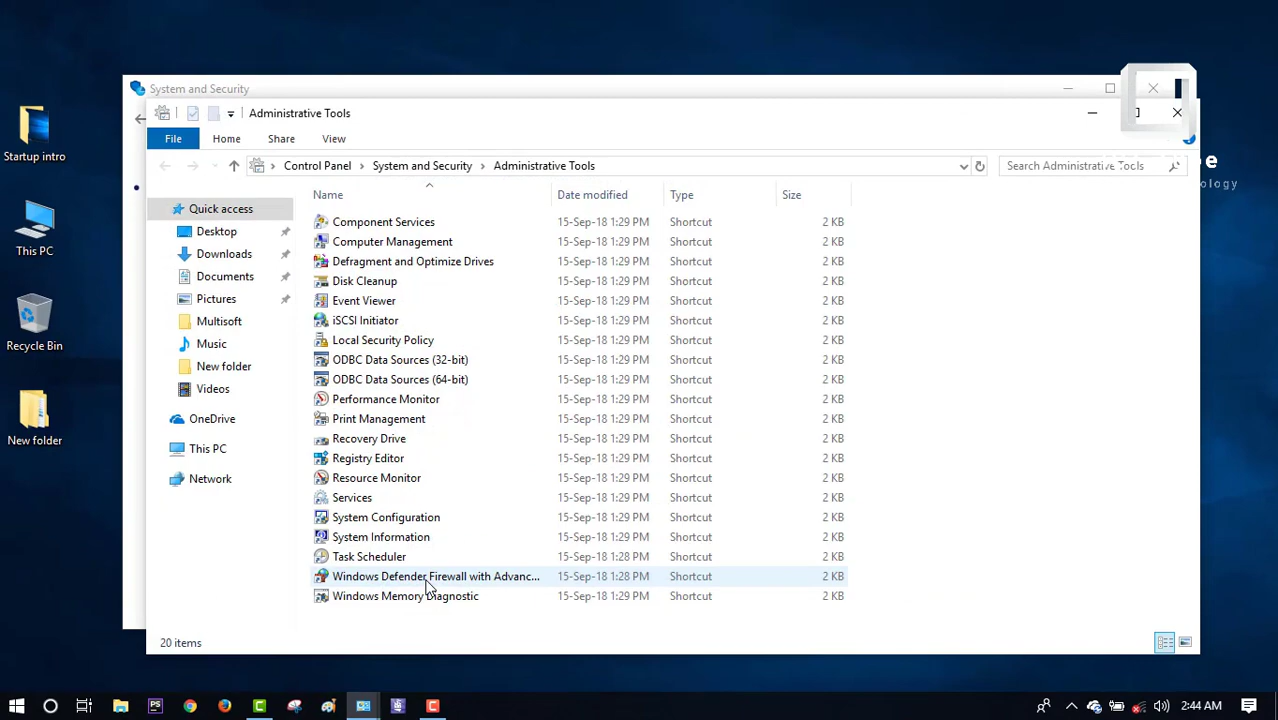 System and Security
Administrative Tools
File Home Share View
Control Panel System and Security Administrative Tools
Search Administrative Tools
Name Date modified Type Size
Quick access
Desktop
Downloads
Documents
Pictures
Multisoft
Music
New folder
Videos
OneDrive
This PC
Network
Component Services 15-Sep-18 1:29 PM Shortcut 2 KB
Computer Management 15-Sep-18 1:29 PM Shortcut 2 KB
Defragment and Optimize Drives 15-Sep-18 1:29 PM Shortcut 2 KB
Disk Cleanup 15-Sep-18 1:29 PM Shortcut 2 KB
Event Viewer 15-Sep-18 1:29 PM Shortcut 2 KB
iSCSI Initiator 15-Sep-18 1:29 PM Shortcut 2 KB
Local Security Policy 15-Sep-18 1:29 PM Shortcut 2 KB
ODBC Data Sources (32-bit) 15-Sep-18 1:29 PM Shortcut 2 KB
ODBC Data Sources (64-bit) 15-Sep-18 1:29 PM Shortcut 2 KB
Performance Monitor 15-Sep-18 1:29 PM Shortcut 2 KB
Print Management 15-Sep-18 1:29 PM Shortcut 2 KB
Recovery Drive 15-Sep-18 1:29 PM Shortcut 2 KB
Registry Editor 15-Sep-18 1:29 PM Shortcut 2 KB
Resource Monitor 15-Sep-18 1:29 PM Shortcut 2 KB
Services 15-Sep-18 1:29 PM Shortcut 2 KB
System Configuration 15-Sep-18 1:29 PM Shortcut 2 KB
System Information 15-Sep-18 1:29 PM Shortcut 2 KB
Task Scheduler 15-Sep-18 1:28 PM Shortcut 2 KB
Windows Defender Firewall with Advanc... 15-Sep-18 1:28 PM Shortcut 2 KB
Windows Memory Diagnostic 15-Sep-18 1:29 PM Shortcut 2 KB
20 items
Startup intro
This PC
Recycle Bin
New folder
PS
2:44 AM